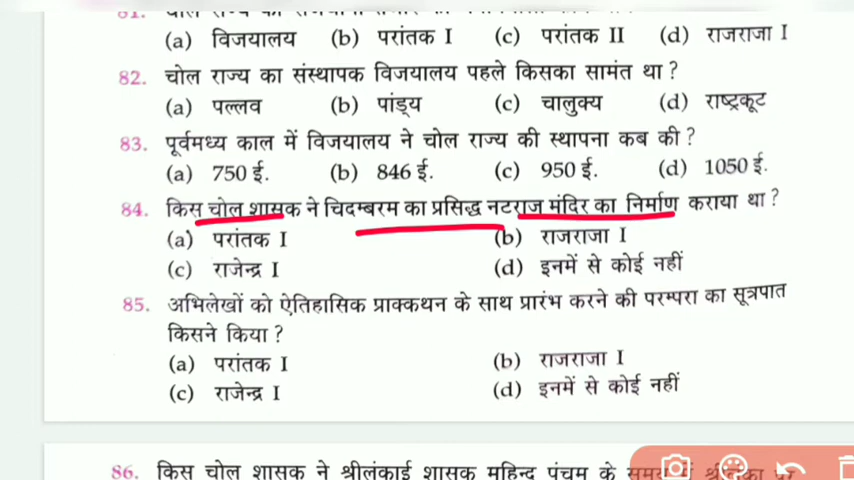 81.
(a) विजयालय (b) परांतक I (c) परांतक II (d) राजराजा I
82. चोल राज्य का संस्थापक विजयालय पहले किसका सामंत था ?
(a) पल्लव (b) पांड्य (c) चालुक्य (d) राष्ट्रकूट
83. पूर्वमध्य काल में विजयालय ने चोल राज्य की स्थापना कब की ?
(a) 750 ई. (b) 846 ई. (c) 950 ई. (d) 1050 ई.
84. किस चोल शासक ने चिदम्बरम का प्रसिद्ध नटराज मंदिर का निर्माण कराया था ?
(a) परांतक I (b) राजराजा I
(c) राजेन्द्र I (d) इनमें से कोई नहीं
85. अभिलेखों को ऐतिहासिक प्राक्कथन के साथ प्रारंभ करने की परम्परा का सूत्रपात
किसने किया ?
(a) परांतक I (b) राजराजा I
(c) राजेन्द्र I (d) इनमें से कोई नहीं
86. किस चोल शासक ने श्रीलंकाई शासक महिन्द पंचम के समय में श्रीलंका पर